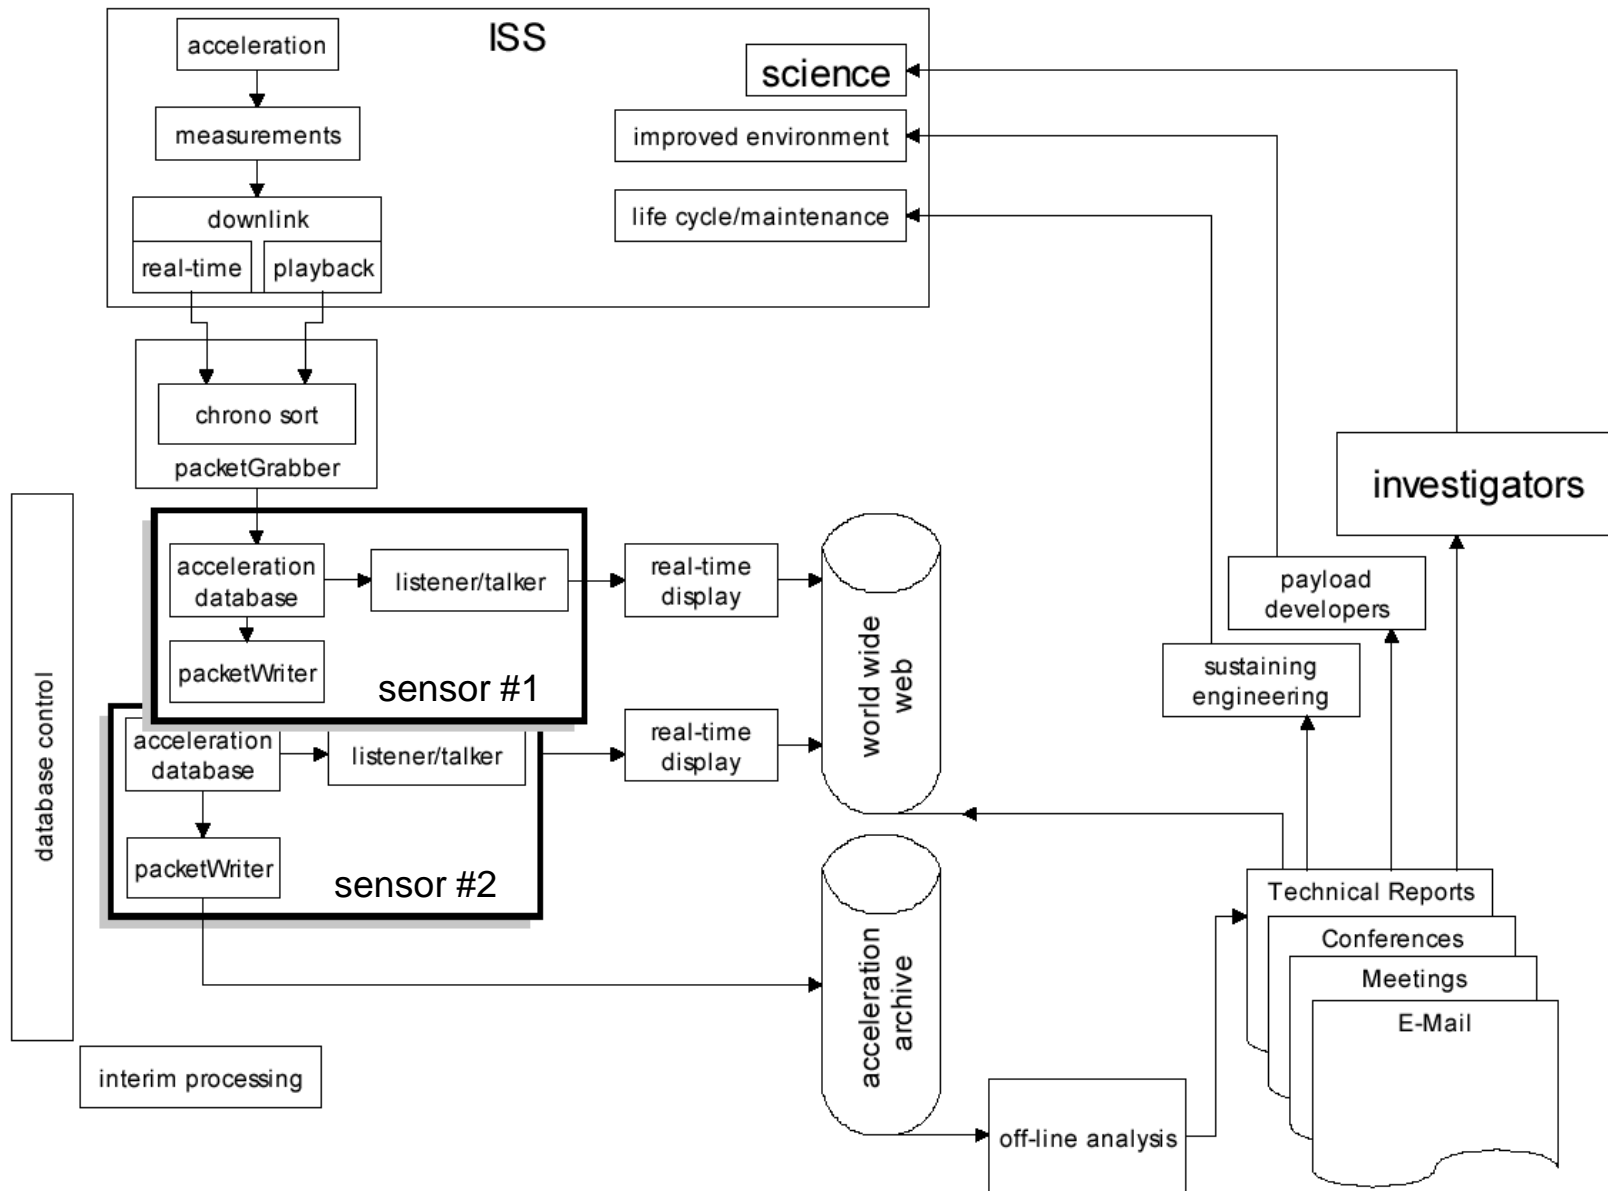 ISS
acceleration
measurements
downlink
real-time
playback
science
improved environment
life cycle/maintenance
chrono sort
packetGrabber
investigators
database control
acceleration
database
listener/talker
packetWriter
sensor #1
real-time
display
acceleration
database
listener/talker
packetWriter
sensor #2
real-time
display
world wide
web
payload
developers
sustaining
engineering
acceleration
archive
Technical Reports
Conferences
Meetings
E-Mail
interim processing
off-line analysis